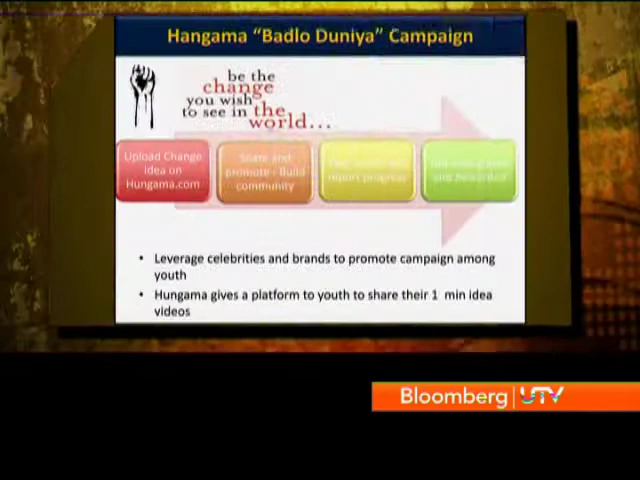 Hangama “Badlo Duniya” Campaign
be the
change
you wish
to see in the
world...
Upload Change
idea on
Hungama.com
Share and
promote - Build
community
report progress
• Leverage celebrities and brands to promote campaign among
youth
• Hungama gives a platform to youth to share their 1 min idea
videos
Bloomberg | UTV